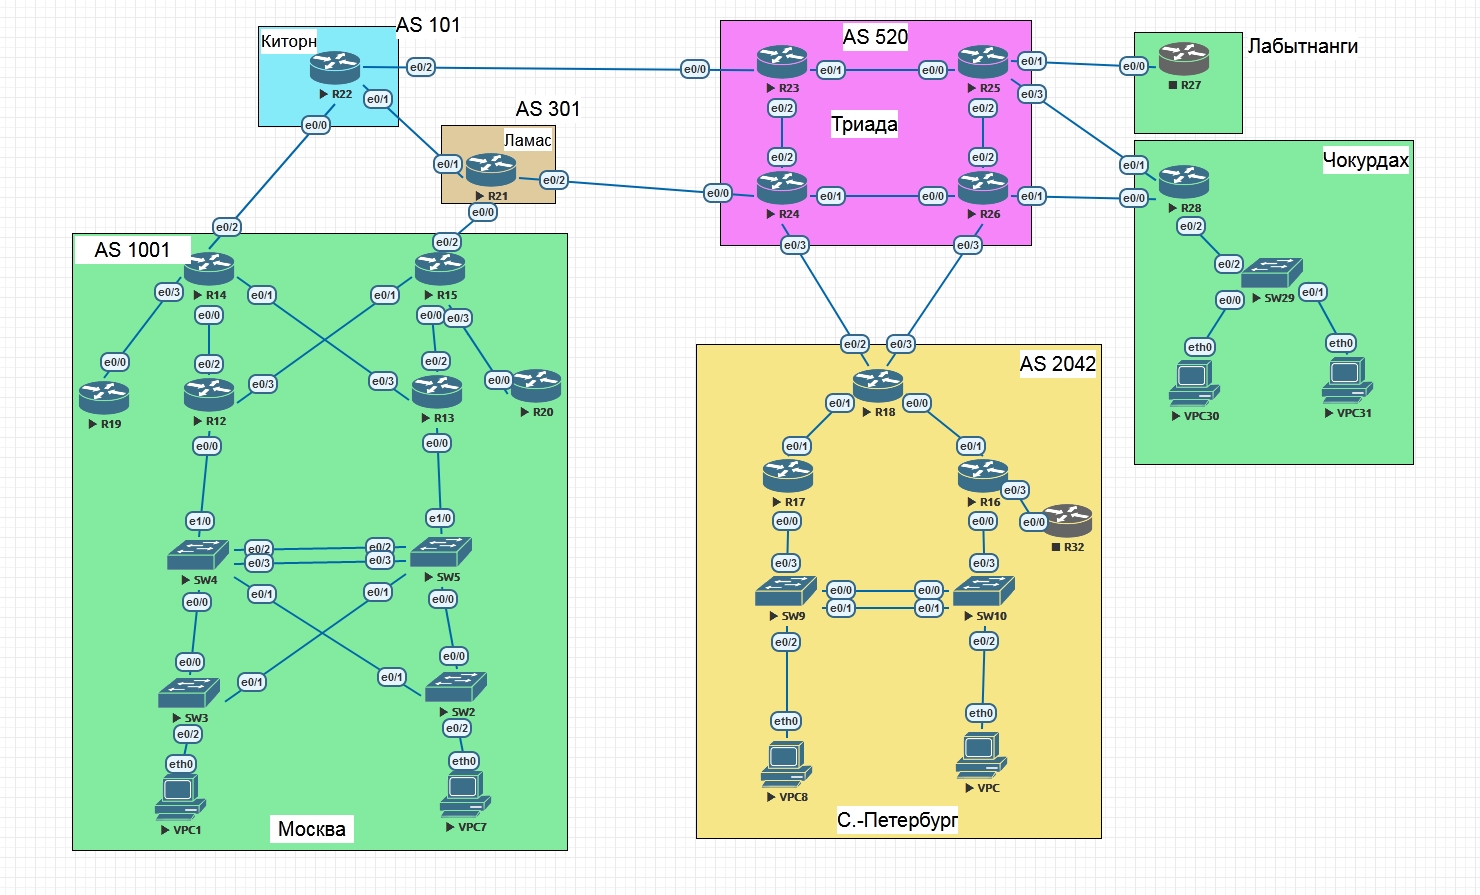 AS 101
Киторн
R22
e0/2
e0/1
e0/0
AS 301
Ламас
e0/1
R21
e0/2
e0/0
AS 520
Триада
e0/0
R23
e0/1
e0/2
e0/0
R25
e0/1
e0/3
e0/2
e0/2
e0/0
R24
e0/1
e0/3
e0/2
e0/0
R26
e0/1
e0/3
Лабытнанги
e0/0
R27
Чокурдах
e0/1
e0/0
R28
e0/2
e0/2
SW29
e0/0
e0/1
eth0
eth0
VPC30
VPC31
AS 1001
e0/2
R14
e0/3
e0/0
e0/1
e0/2
R15
e0/1
e0/0
e0/3
e0/0
R19
e0/2
R12
e0/3
e0/0
e0/3
e0/2
R13
e0/0
e0/0
R20
e1/0
SW4
e0/2
e0/3
e0/1
e0/0
e1/0
SW5
e0/2
e0/3
e0/1
e0/0
e0/0
SW3
e0/1
e0/2
e0/0
e0/1
SW2
e0/2
eth0
VPC1
eth0
VPC7
Москва
AS 2042
e0/2
e0/3
R18
e0/1
e0/0
e0/1
R17
e0/0
e0/1
R16
e0/3
e0/0
e0/0
R32
e0/3
SW9
e0/0
e0/1
e0/2
e0/3
SW10
e0/0
e0/1
e0/2
eth0
VPC8
eth0
VPC
С.-Петербург